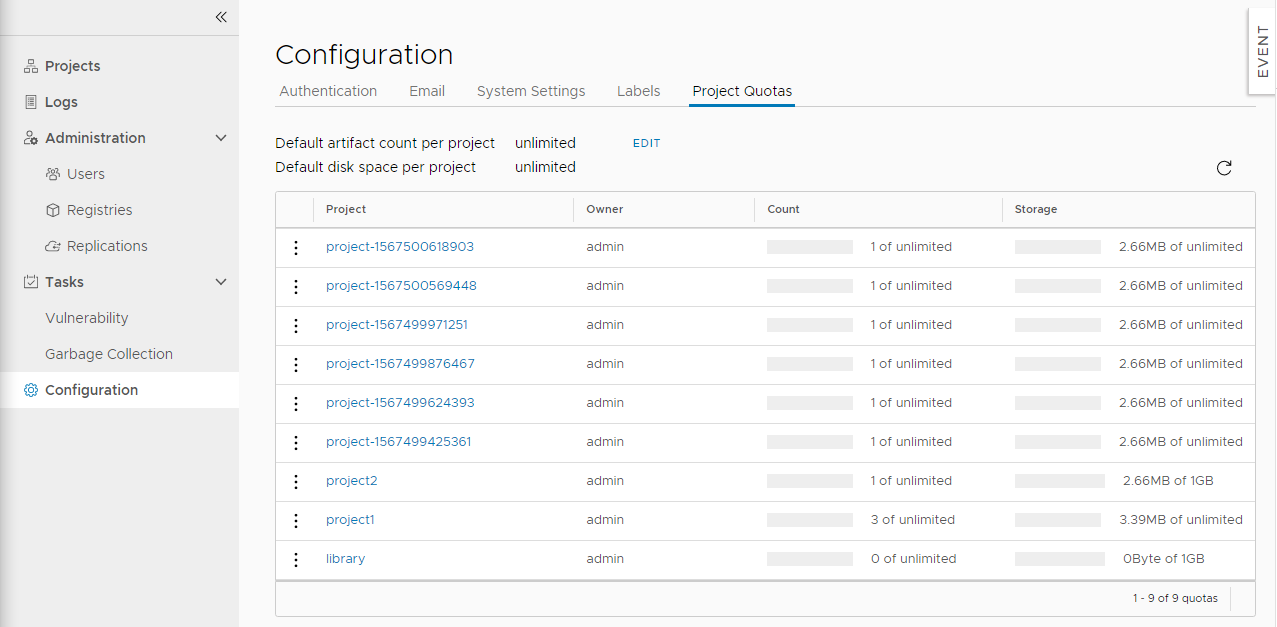 Projects
Logs
Administration
Users
Registries
Replications
Tasks
Vulnerability
Garbage Collection
Configuration
Configuration
Authentication Email System Settings Labels Project Quotas
Default artifact count per project unlimited EDIT
Default disk space per project unlimited
Project Owner Count Storage
project-1567500618903 admin 1 of unlimited 2.66MB of unlimited
project-1567500569448 admin 1 of unlimited 2.66MB of unlimited
project-1567499971251 admin 1 of unlimited 2.66MB of unlimited
project-1567499876467 admin 1 of unlimited 2.66MB of unlimited
project-1567499624393 admin 1 of unlimited 2.66MB of unlimited
project-1567499425361 admin 1 of unlimited 2.66MB of unlimited
project2 admin 1 of unlimited 2.66MB of 1GB
project1 admin 3 of unlimited 3.39MB of unlimited
library admin 0 of unlimited 0Byte of 1GB
1 - 9 of 9 quotas
EVENT